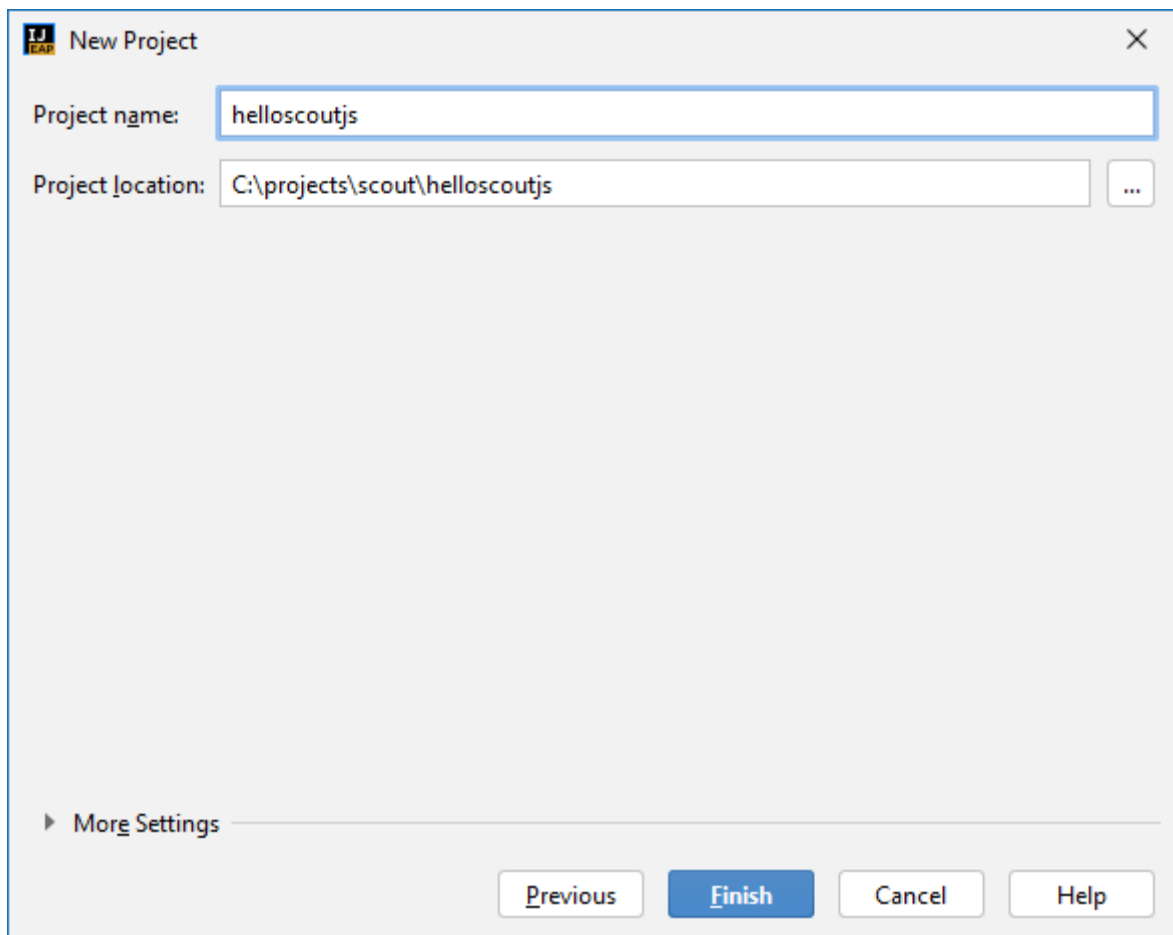 IJ
EAP
New Project
Project name: helloscoutjs
Project location: C:\projects\scout\helloscoutjs ...
More Settings
Previous Finish Cancel Help